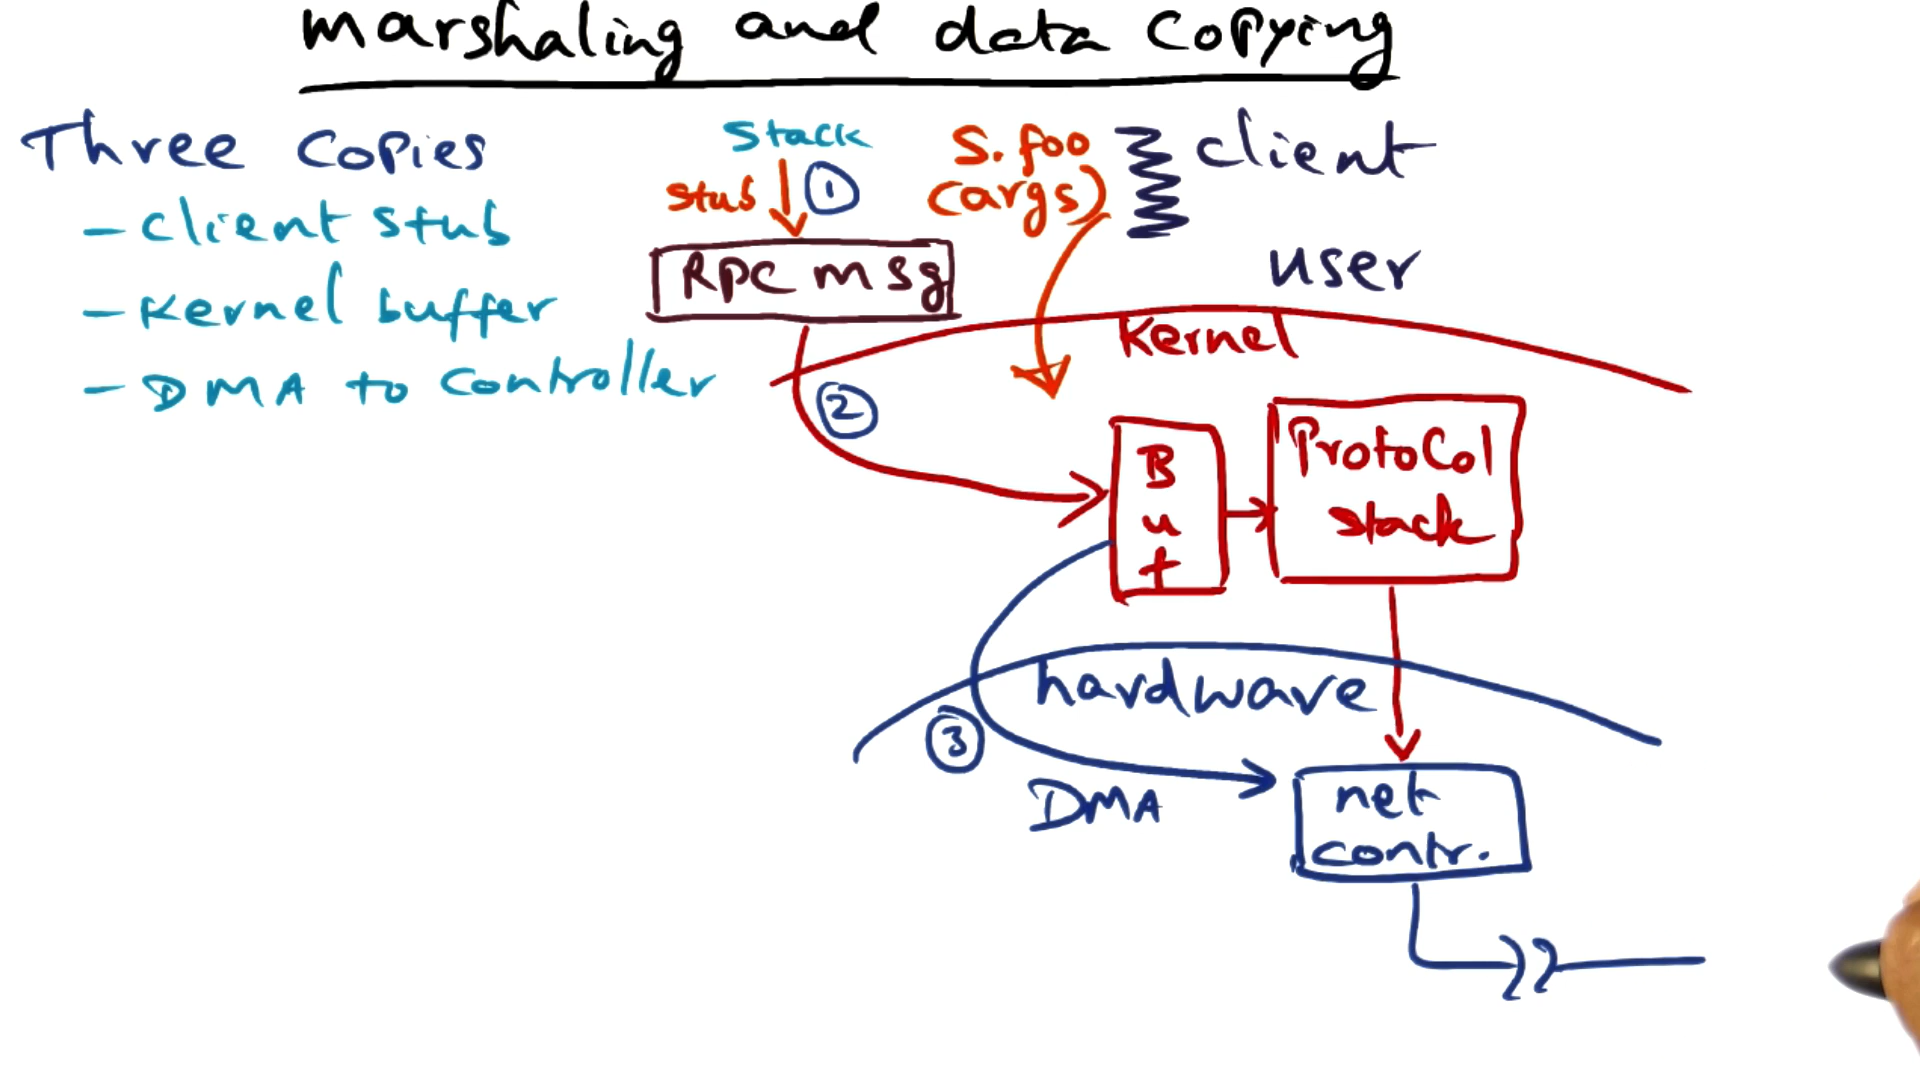 marshaling and data copying
Three Copies
- Client stub
- Kernel buffer
- DMA to Controller
Stack
stub ①
RPC msg
S.foo
(args)
client
user
Kernel
②
B
u
f
Protocol
stack
hardware
③
DMA
net
contr.